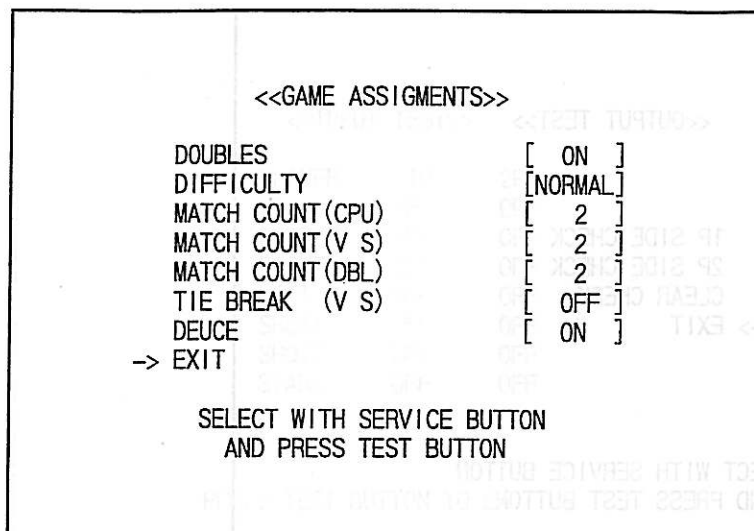 <<GAME ASSIGMENTS>>
DOUBLES [ ON ]
DIFFICULTY [NORMAL]
MATCH COUNT(CPU) [ 2 ]
MATCH COUNT(V S) [ 2 ]
MATCH COUNT(DBL) [ 2 ]
TIE BREAK (V S) [ OFF ]
DEUCE [ ON ]
-> EXIT
SELECT WITH SERVICE BUTTON
AND PRESS TEST BUTTON